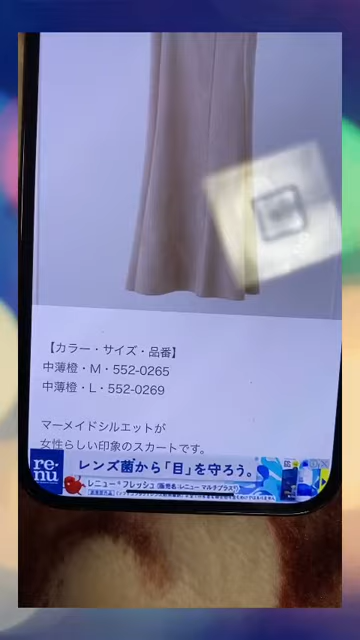 【カラー・サイズ・品番】
中薄橙・M・552-0265
中薄橙・L・552-0269
マーメイドシルエットが
女性らしい印象のスカートです。
re-nu
レンズ菌から「目」を守ろう。
レニュー® フレッシュ